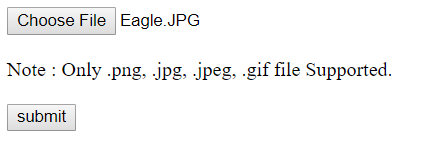 Choose File Eagle.JPG
Note : Only .png, .jpg, .jpeg, .gif file Supported.
submit